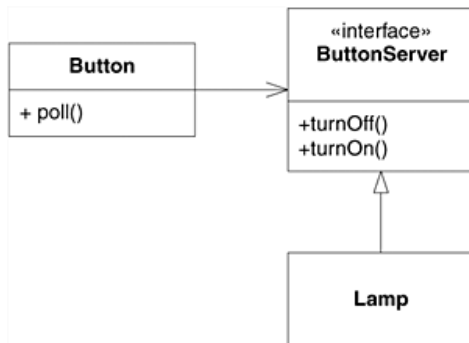 Button
+ poll()
«interface»
ButtonServer
+turnOff()
+turnOn()
Lamp